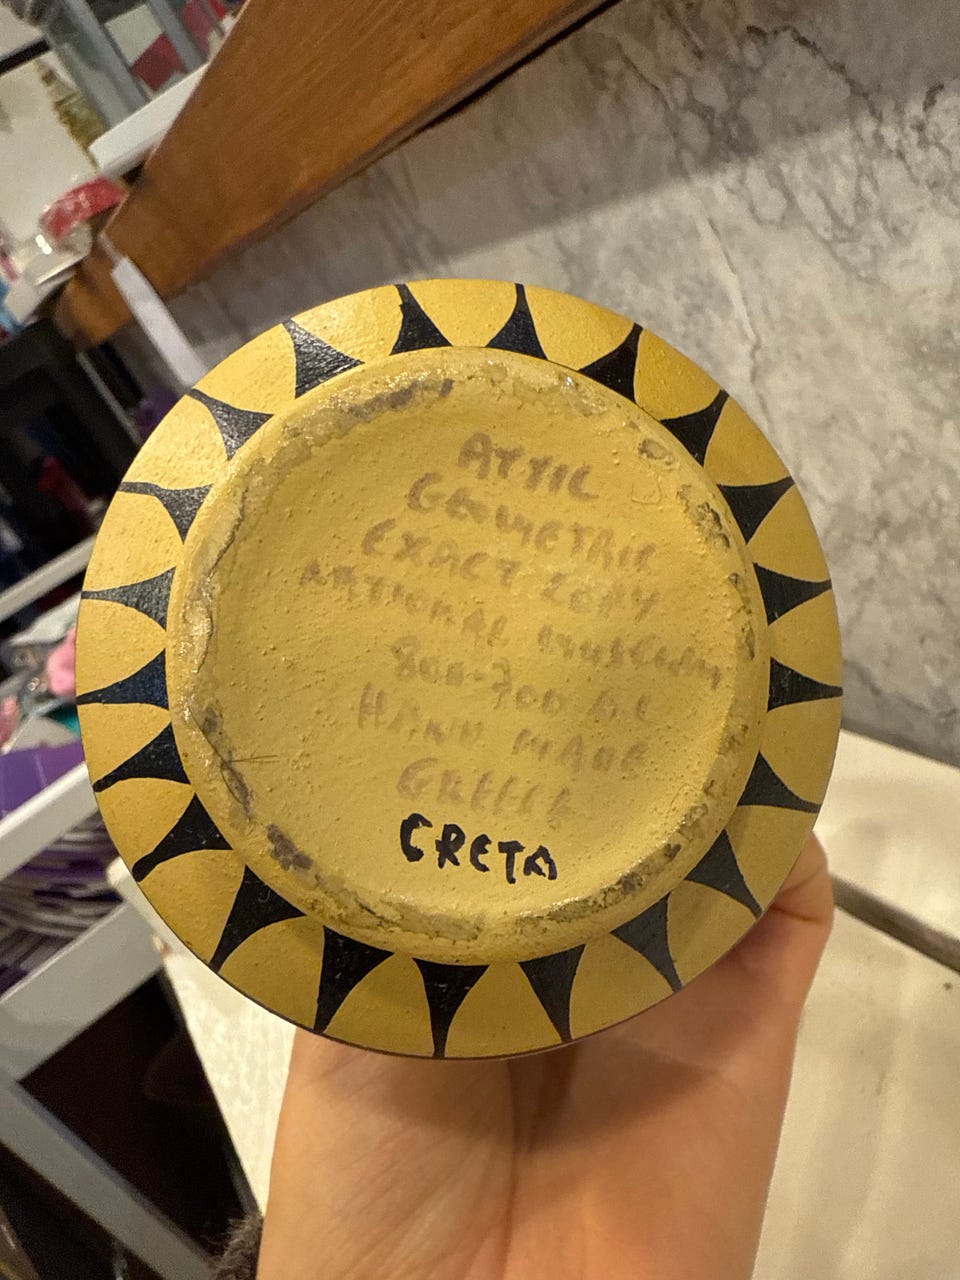 ATTIC
GEOMETRIC
EXACT COPY
NATIONAL MUSEUM
800-700 B.C
HAND MADE
GREECE
CRETA